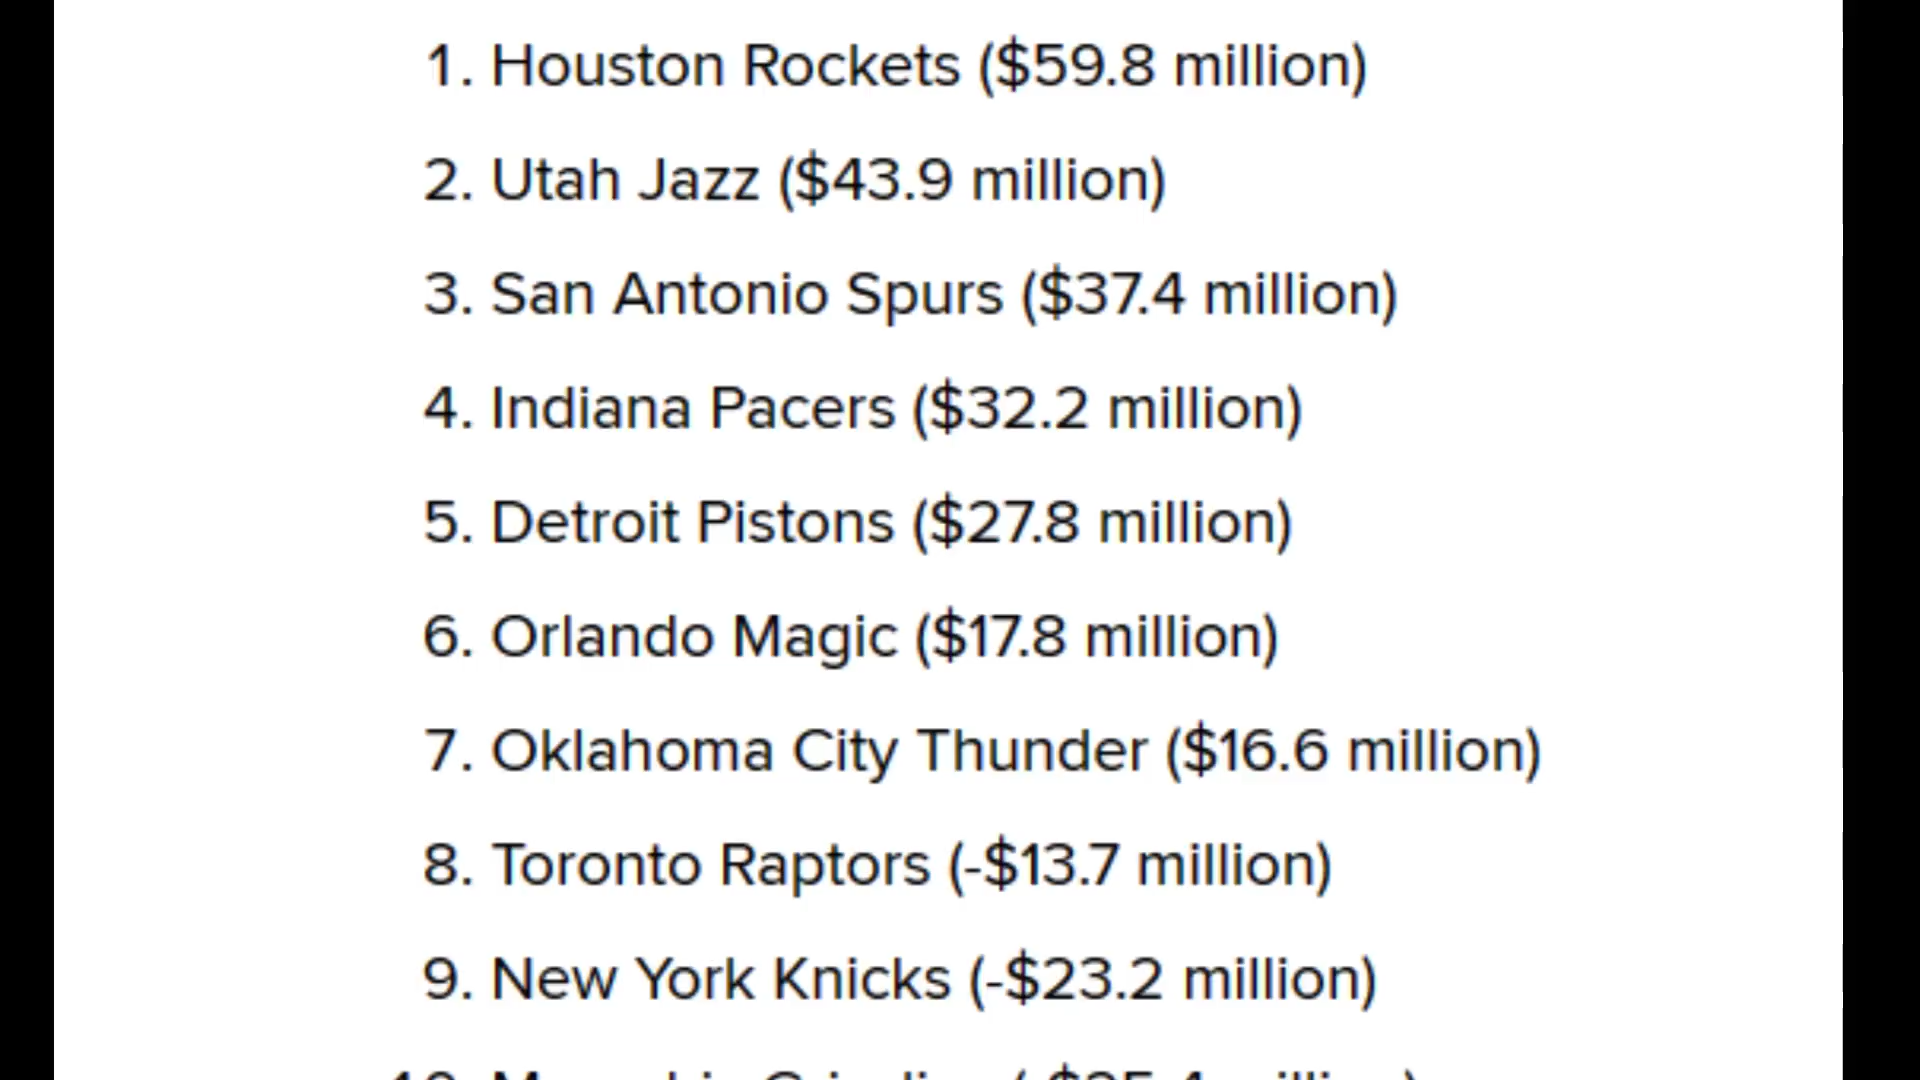 1. Houston Rockets ($59.8 million)
2. Utah Jazz ($43.9 million)
3. San Antonio Spurs ($37.4 million)
4. Indiana Pacers ($32.2 million)
5. Detroit Pistons ($27.8 million)
6. Orlando Magic ($17.8 million)
7. Oklahoma City Thunder ($16.6 million)
8. Toronto Raptors (-$13.7 million)
9. New York Knicks (-$23.2 million)